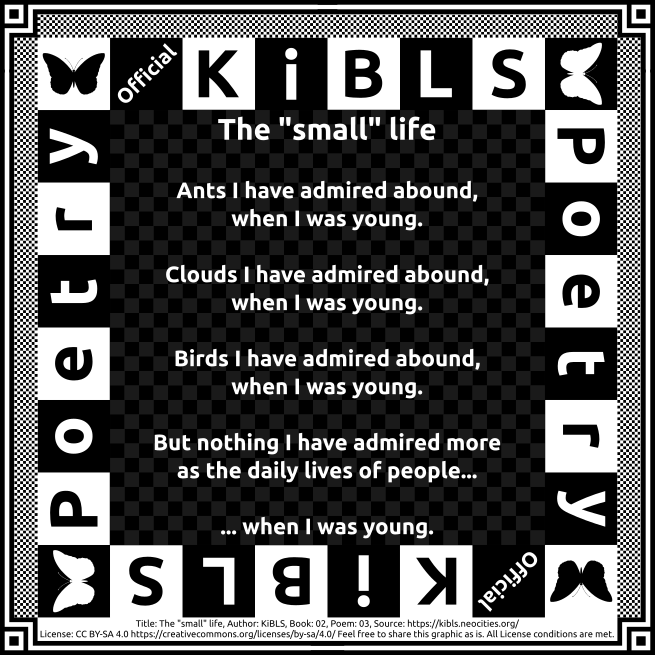 Official KiBLS
Poetry
Poetry
The "small" life
Ants I have admired abound,
when I was young.
Clouds I have admired abound,
when I was young.
Birds I have admired abound,
when I was young.
But nothing I have admired more
as the daily lives of people...
... when I was young.
Official KiBLS
Title: The "small" life, Author: KiBLS, Book: 02, Poem: 03, Source: https://kibls.neocities.org/
License: CC BY-SA 4.0 https://creativecommons.org/licenses/by-sa/4.0/ Feel free to share this graphic as is. All License conditions are met.